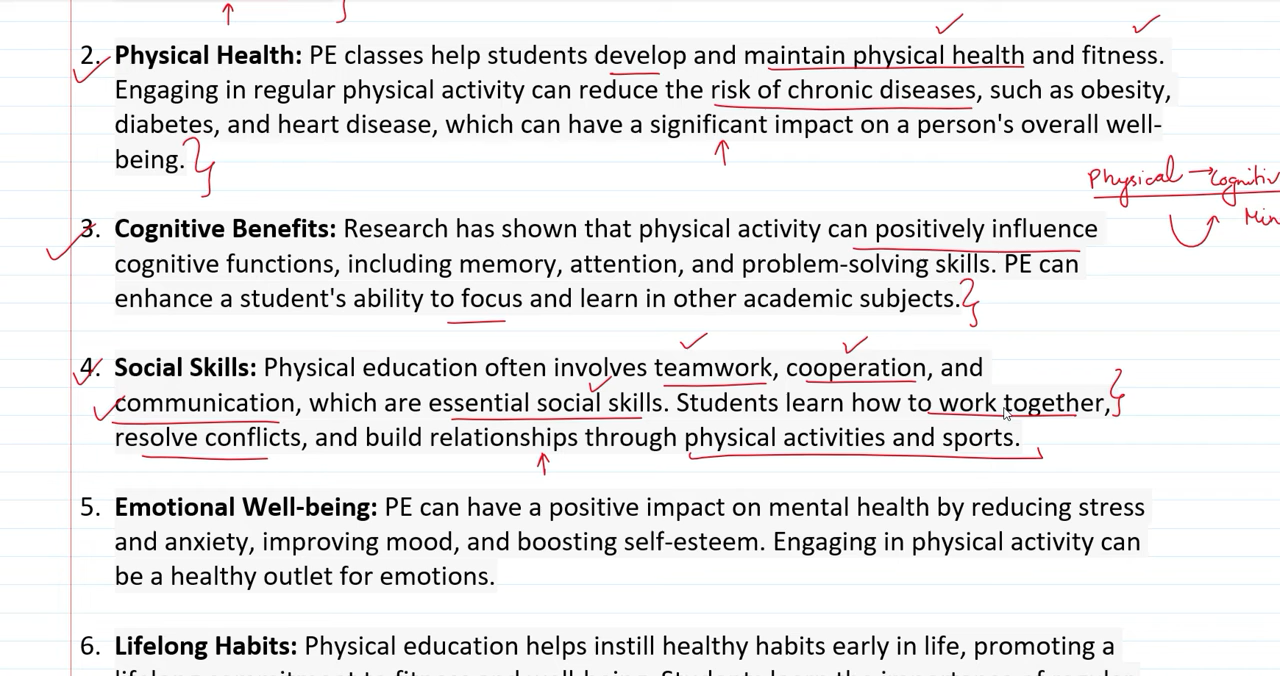 2. Physical Health: PE classes help students develop and maintain physical health and fitness.
Engaging in regular physical activity can reduce the risk of chronic diseases, such as obesity,
diabetes, and heart disease, which can have a significant impact on a person's overall well-
being.
Physical → Cognitiv
Min
3. Cognitive Benefits: Research has shown that physical activity can positively influence
cognitive functions, including memory, attention, and problem-solving skills. PE can
enhance a student's ability to focus and learn in other academic subjects.
4. Social Skills: Physical education often involves teamwork, cooperation, and
communication, which are essential social skills. Students learn how to work together,
resolve conflicts, and build relationships through physical activities and sports.
5. Emotional Well-being: PE can have a positive impact on mental health by reducing stress
and anxiety, improving mood, and boosting self-esteem. Engaging in physical activity can
be a healthy outlet for emotions.
6. Lifelong Habits: Physical education helps instill healthy habits early in life, promoting a